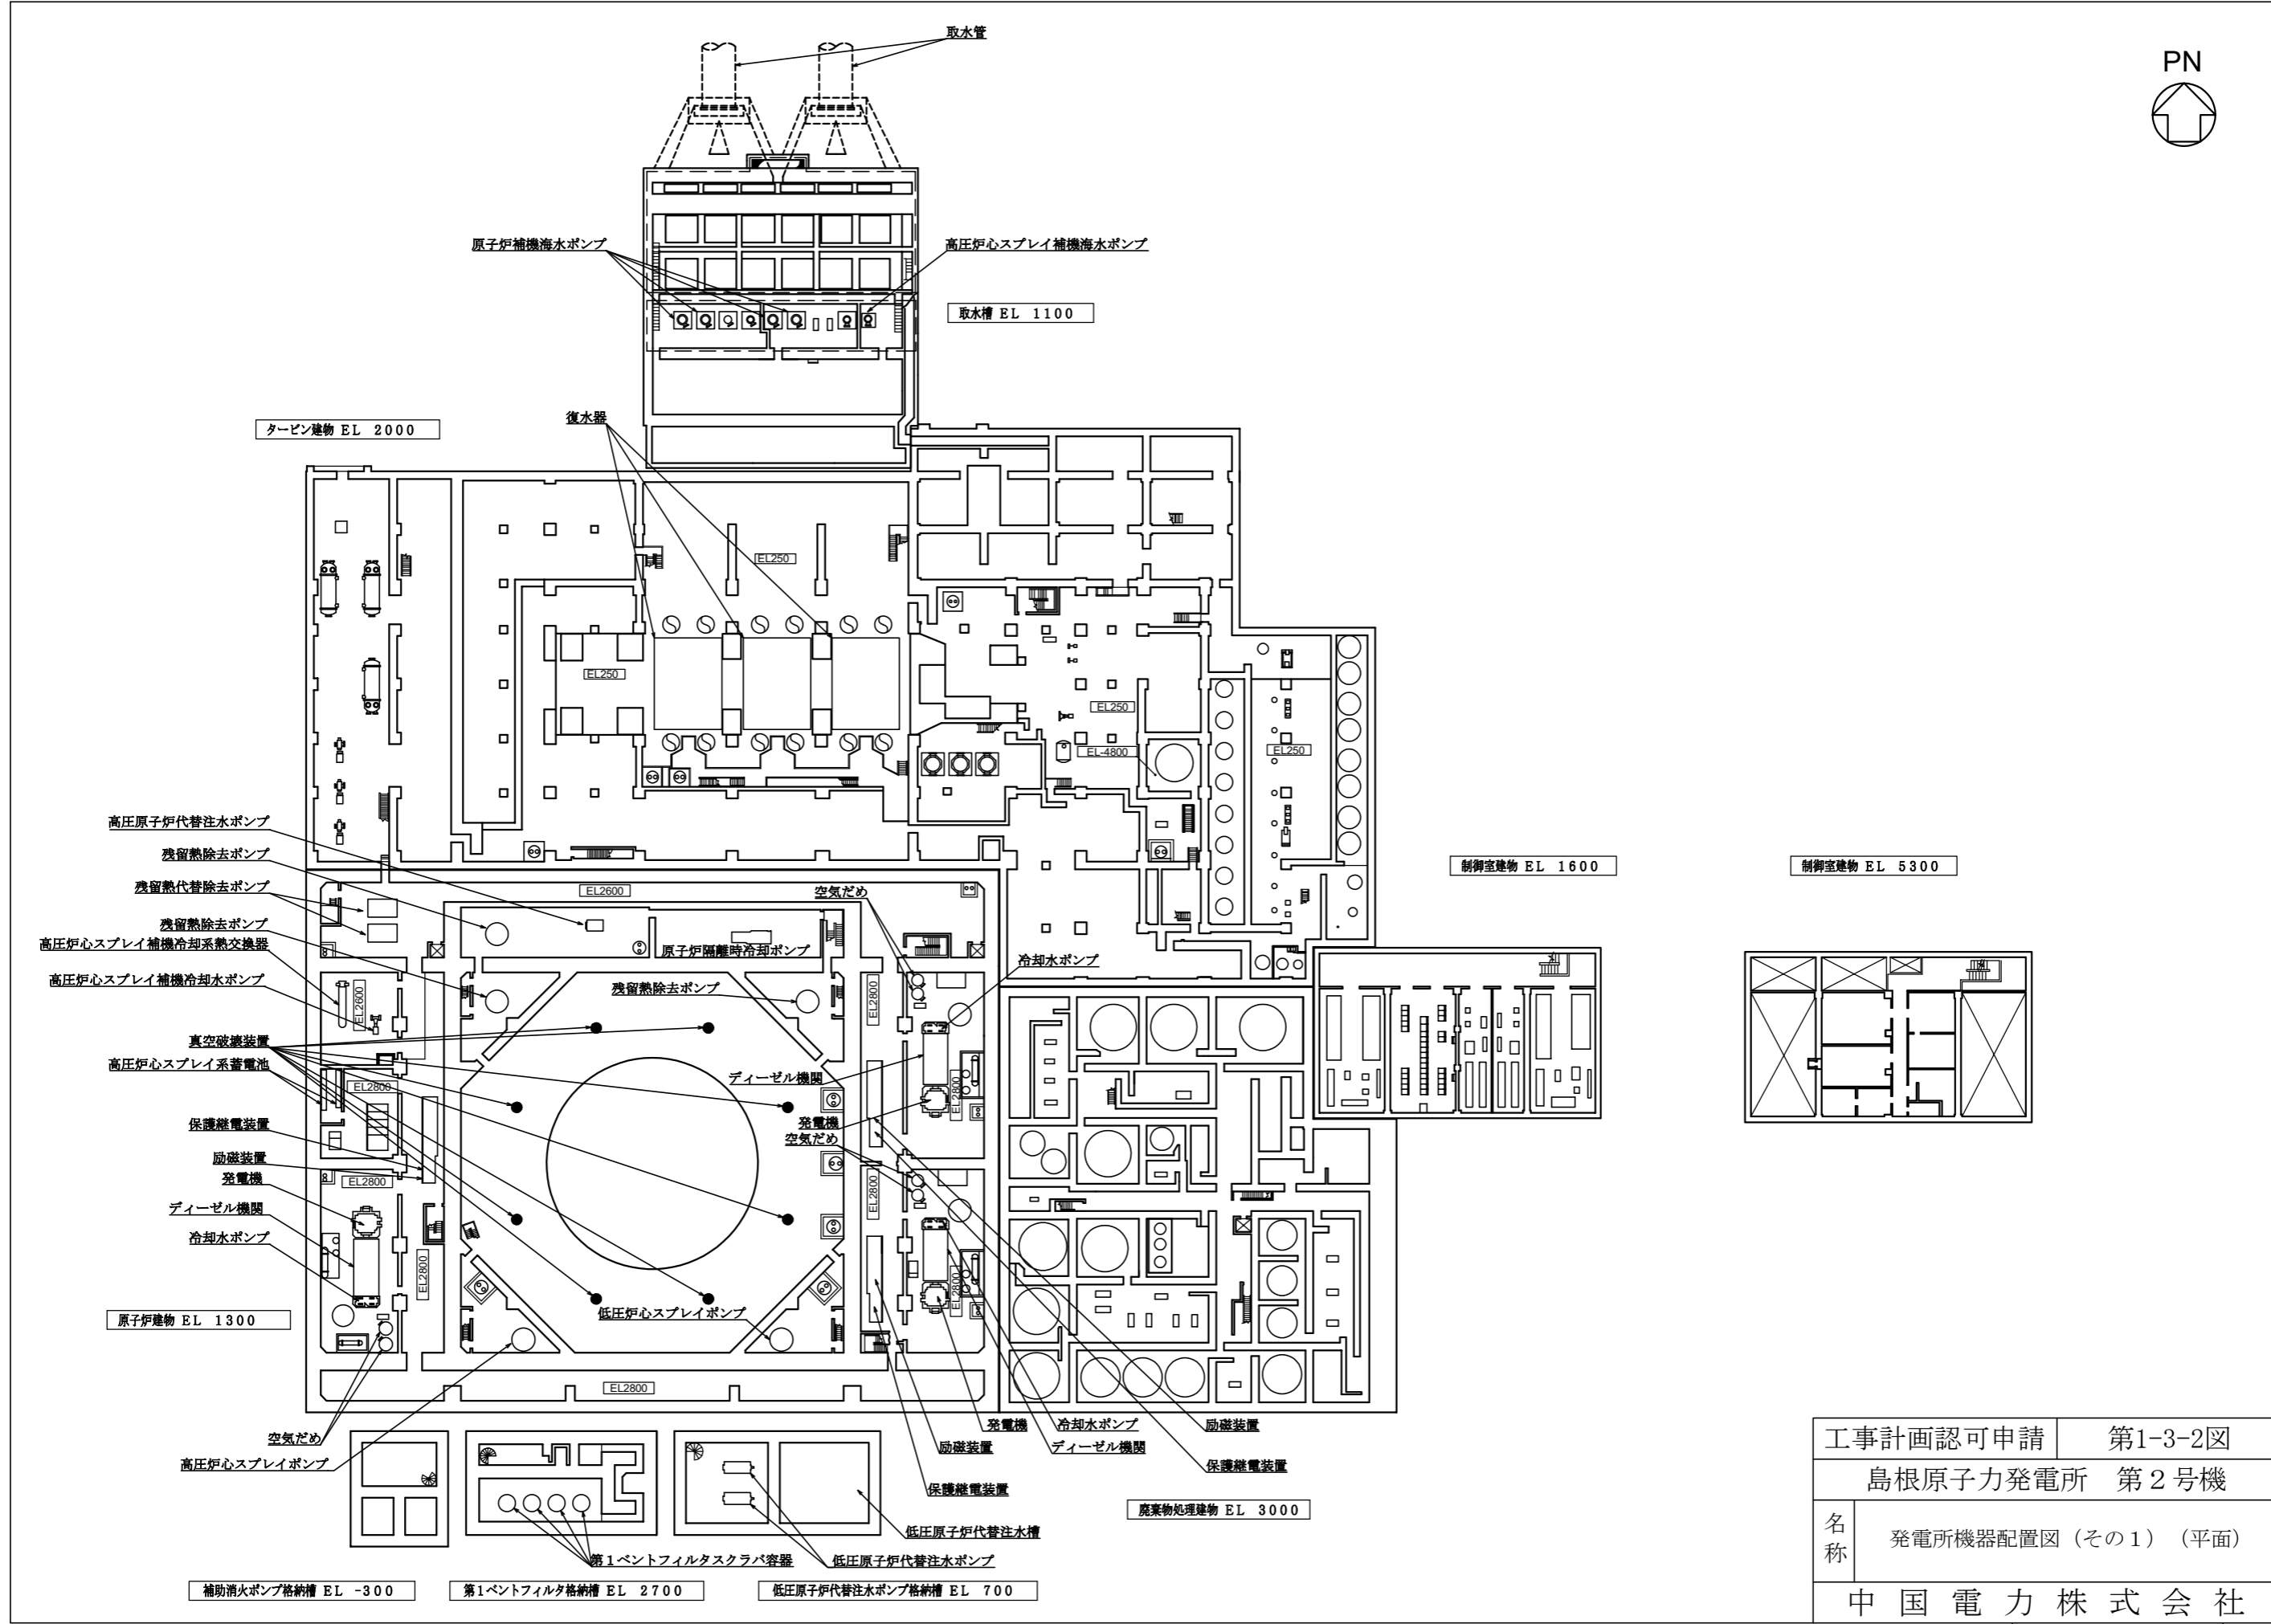 取水管
PN
原子炉補機海水ポンプ
高圧炉心スプレイ補機海水ポンプ
取水槽 EL 1100
復水器
タービン建物 EL 2000
EL250
EL250
EL250
EL-4800
EL250
高圧原子炉代替注水ポンプ
残留熱除去ポンプ
残留熱代替除去ポンプ
残留熱除去ポンプ
高圧炉心スプレイ補機冷却系熱交換器
高圧炉心スプレイ補機冷却水ポンプ
真空破壊装置
高圧炉心スプレイ系蓄電池
保護継電装置
励磁装置
発電機
ディーゼル機関
冷却水ポンプ
原子炉建物 EL 1300
EL2600
空気だめ
原子炉隔離時冷却ポンプ
冷却水ポンプ
残留熱除去ポンプ
EL2600
EL2800
EL2800
ディーゼル機関
EL2800
発電機
空気だめ
EL2800
EL2800
EL2800
EL2800
低圧炉心スプレイポンプ
EL2800
制御室建物 EL 1600
制御室建物 EL 5300
空気だめ
高圧炉心スプレイポンプ
発電機
冷却水ポンプ
励磁装置
励磁装置
ディーゼル機関
保護継電装置
保護継電装置
廃棄物処理建物 EL 3000
低圧原子炉代替注水槽
第1ベントフィルタスクラバ容器
低圧原子炉代替注水ポンプ
補助消火ポンプ格納槽 EL -300
第1ベントフィルタ格納槽 EL 2700
低圧原子炉代替注水ポンプ格納槽 EL 700
工事計画認可申請 第1-3-2図
島根原子力発電所 第2号機
名称 発電所機器配置図（その1）（平面）
中国電力株式会社